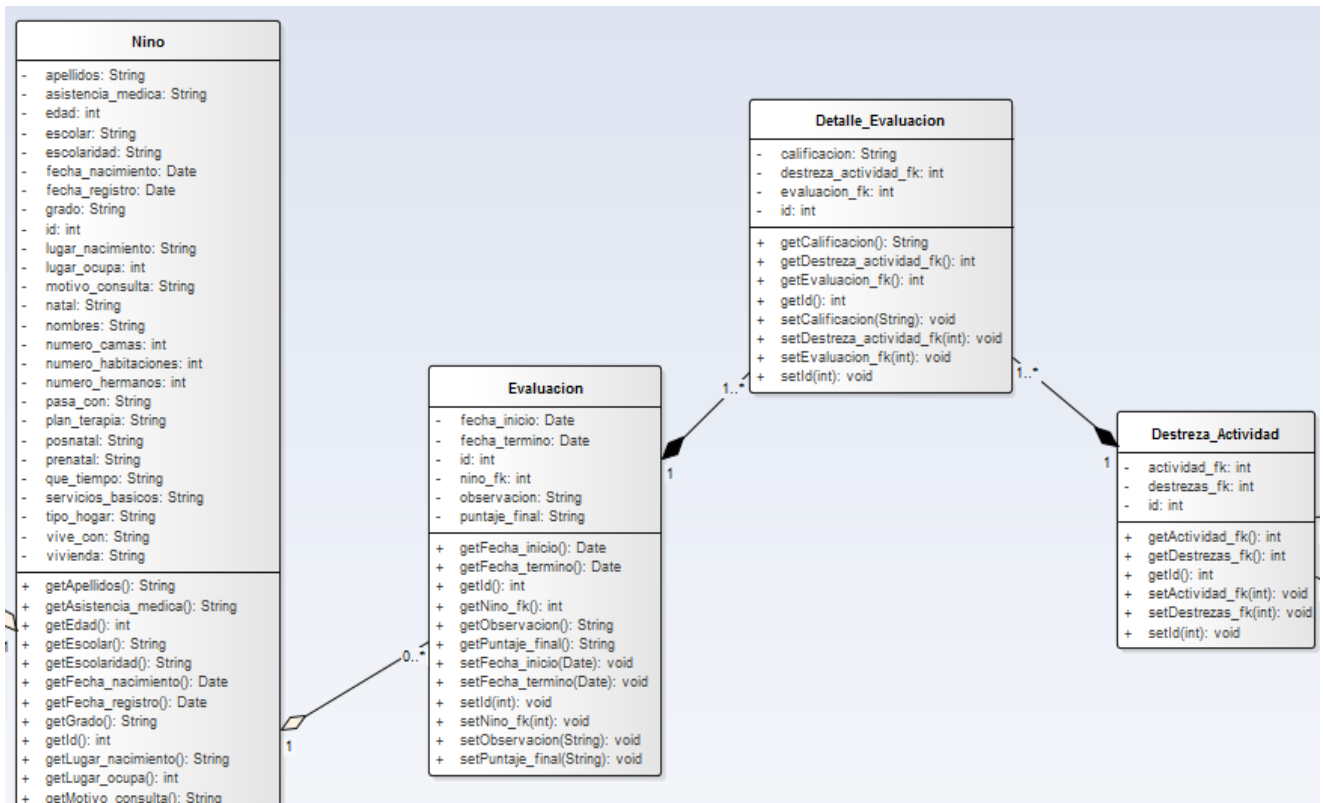 Nino
- apellidos: String
- asistencia_medica: String
- edad: int
- escolar: String
- escolaridad: String
- fecha_nacimiento: Date
- fecha_registro: Date
- grado: String
- id: int
- lugar_nacimiento: String
- lugar_ocupa: int
- motivo_consulta: String
- natal: String
- nombres: String
- numero_camas: int
- numero_habitaciones: int
- numero_hermanos: int
- pasa_con: String
- plan_terapia: String
- posnatal: String
- prenatal: String
- que_tiempo: String
- servicios_basicos: String
- tipo_hogar: String
- vive_con: String
- vivienda: String
+ getApellidos(): String
+ getAsistencia_medica(): String
+ getEdad(): int
+ getEscolar(): String
+ getEscolaridad(): String
+ getFecha_nacimiento(): Date
+ getFecha_registro(): Date
+ getGrado(): String
+ getId(): int
+ getLugar_nacimiento(): String
+ getLugar_ocupa(): int
+ getMotivo_consulta(): String
1
1
0..*
Evaluacion
- fecha_inicio: Date
- fecha_termino: Date
- id: int
- nino_fk: int
- observacion: String
- puntaje_final: String
+ getFecha_inicio(): Date
+ getFecha_termino(): Date
+ getId(): int
+ getNino_fk(): int
+ getObservacion(): String
+ getPuntaje_final(): String
+ setFecha_inicio(Date): void
+ setFecha_termino(Date): void
+ setId(int): void
+ setNino_fk(int): void
+ setObservacion(String): void
+ setPuntaje_final(String): void
1
1..*
Detalle_Evaluacion
- calificacion: String
- destreza_actividad_fk: int
- evaluacion_fk: int
- id: int
+ getCalificacion(): String
+ getDestreza_actividad_fk(): int
+ getEvaluacion_fk(): int
+ getId(): int
+ setCalificacion(String): void
+ setDestreza_actividad_fk(int): void
+ setEvaluacion_fk(int): void
+ setId(int): void
1..*
1
Destreza_Actividad
- actividad_fk: int
- destrezas_fk: int
- id: int
+ getActividad_fk(): int
+ getDestrezas_fk(): int
+ getId(): int
+ setActividad_fk(int): void
+ setDestrezas_fk(int): void
+ setId(int): void